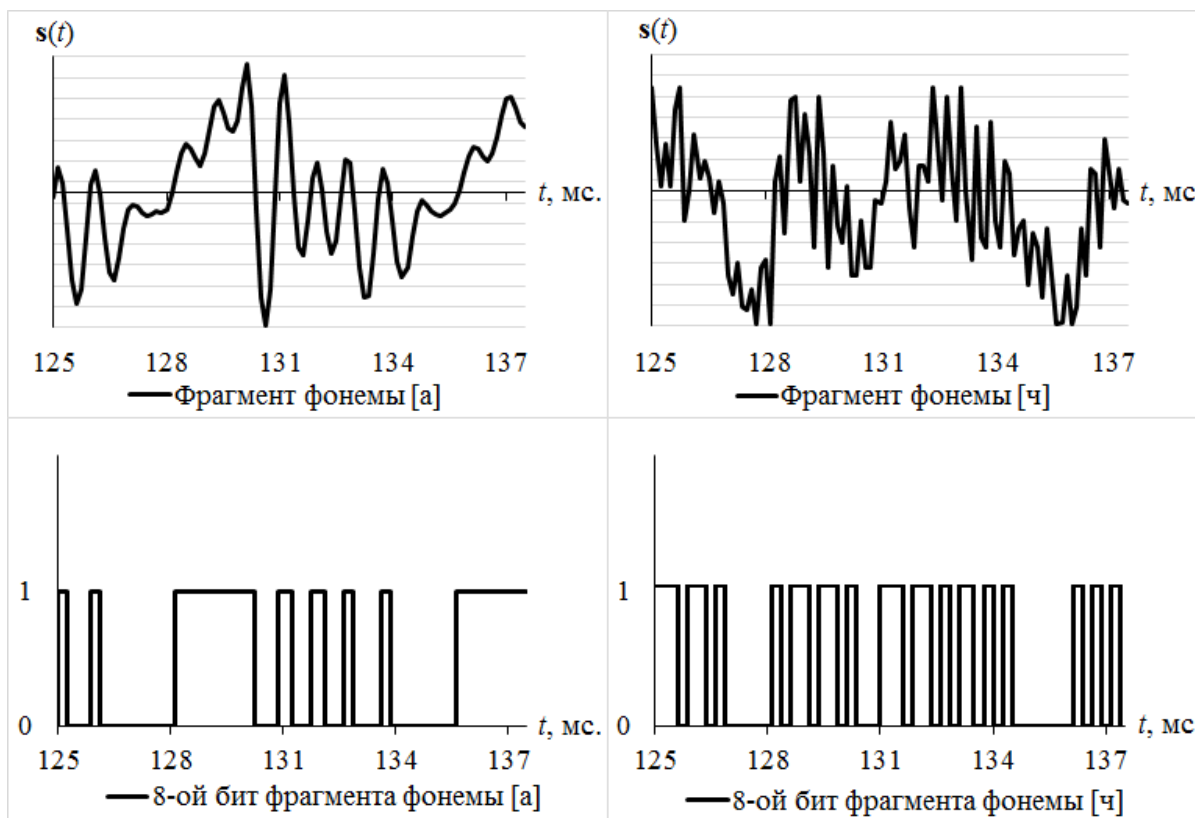 s(t)
t, мс.
125 128 131 134 137
Фрагмент фонемы [а]
s(t)
t, мс.
125 128 131 134 137
Фрагмент фонемы [ч]
1
0
t, мс.
125 128 131 134 137
8-ой бит фрагмента фонемы [а]
1
0
t, мс.
125 128 131 134 137
8-ой бит фрагмента фонемы [ч]